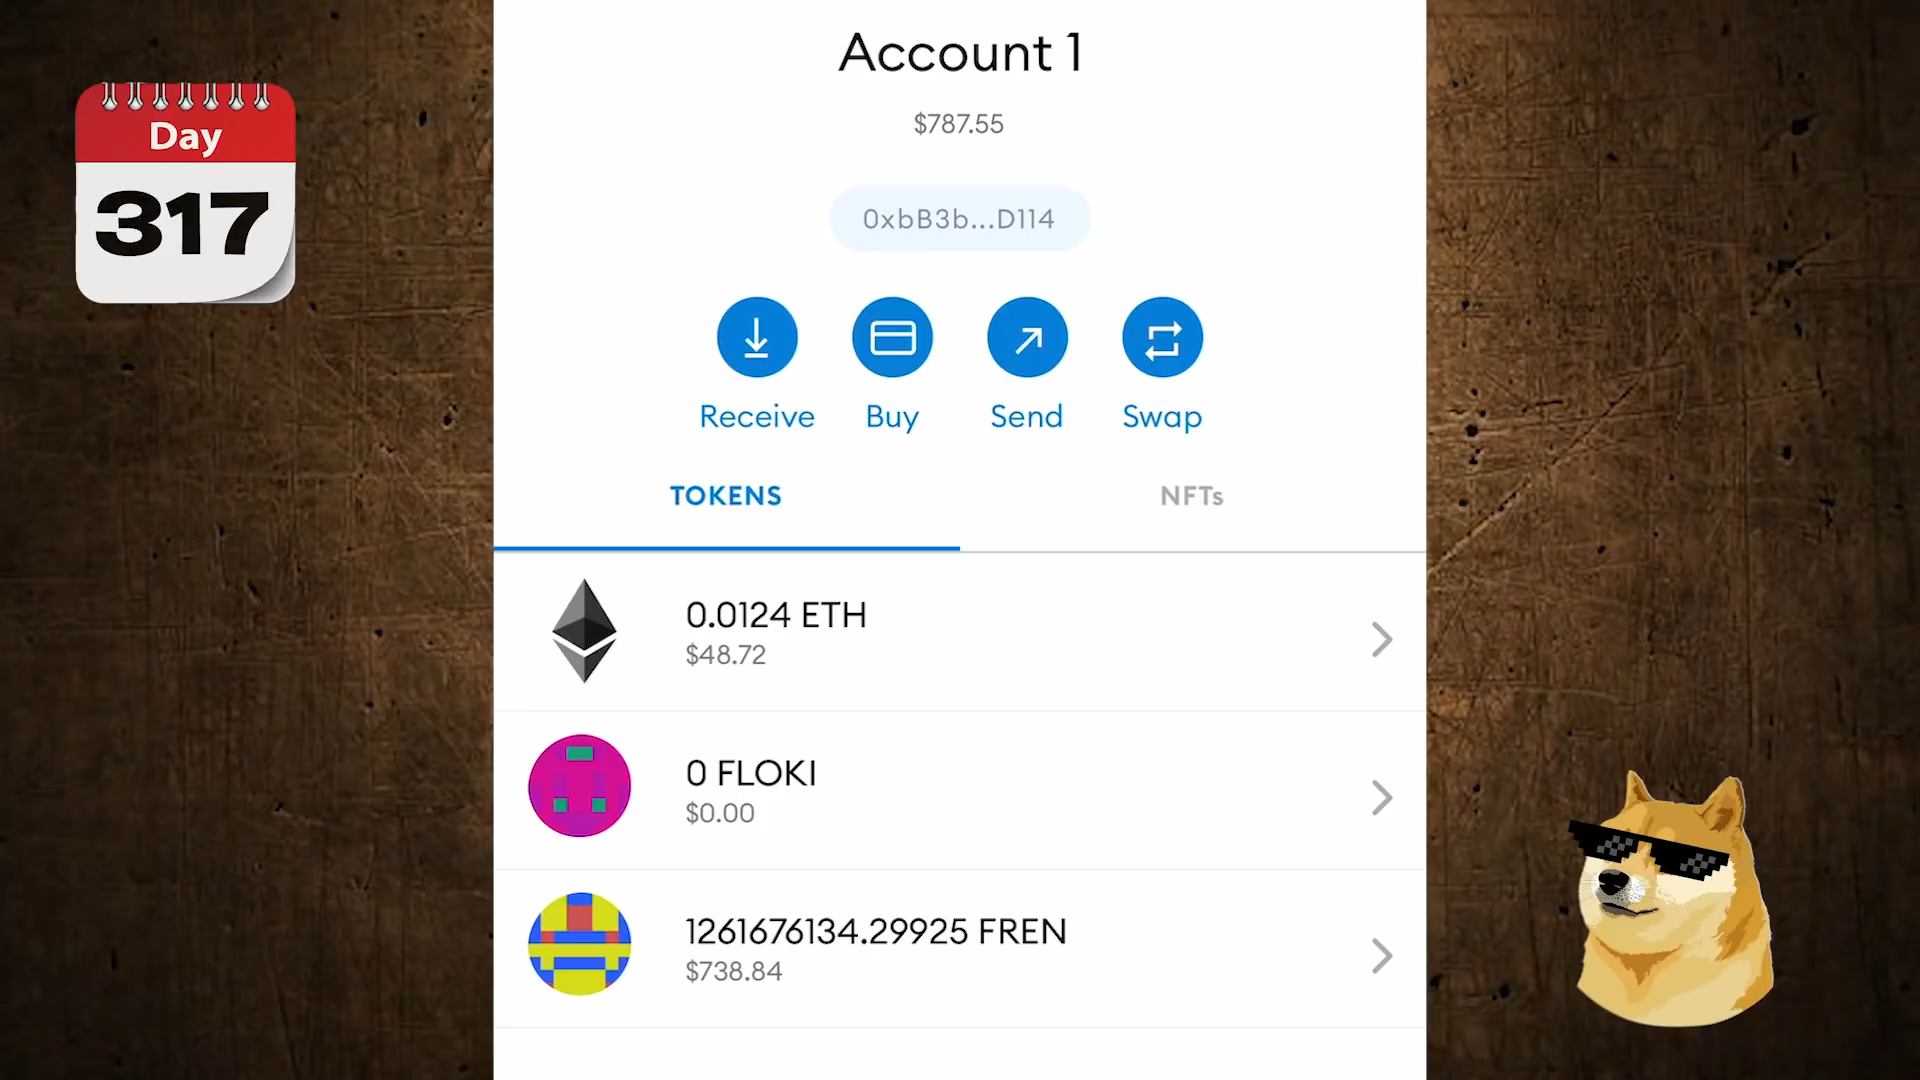 Day
317
Account 1
$787.55
0xbB3b...D114
Receive Buy Send Swap
TOKENS NFTs
0.0124 ETH
$48.72
0 FLOKI
$0.00
1261676134.29925 FREN
$738.84